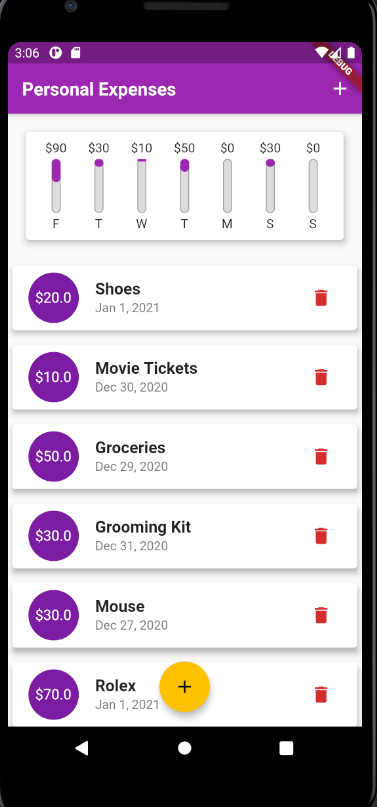 3:06
DEBUG
Personal Expenses
$90 $30 $10 $50 $0 $30 $0
F T W T M S S
$20.0
Shoes
Jan 1, 2021
$10.0
Movie Tickets
Dec 30, 2020
$50.0
Groceries
Dec 29, 2020
$30.0
Grooming Kit
Dec 31, 2020
$30.0
Mouse
Dec 27, 2020
$70.0
Rolex
Jan 1, 2021